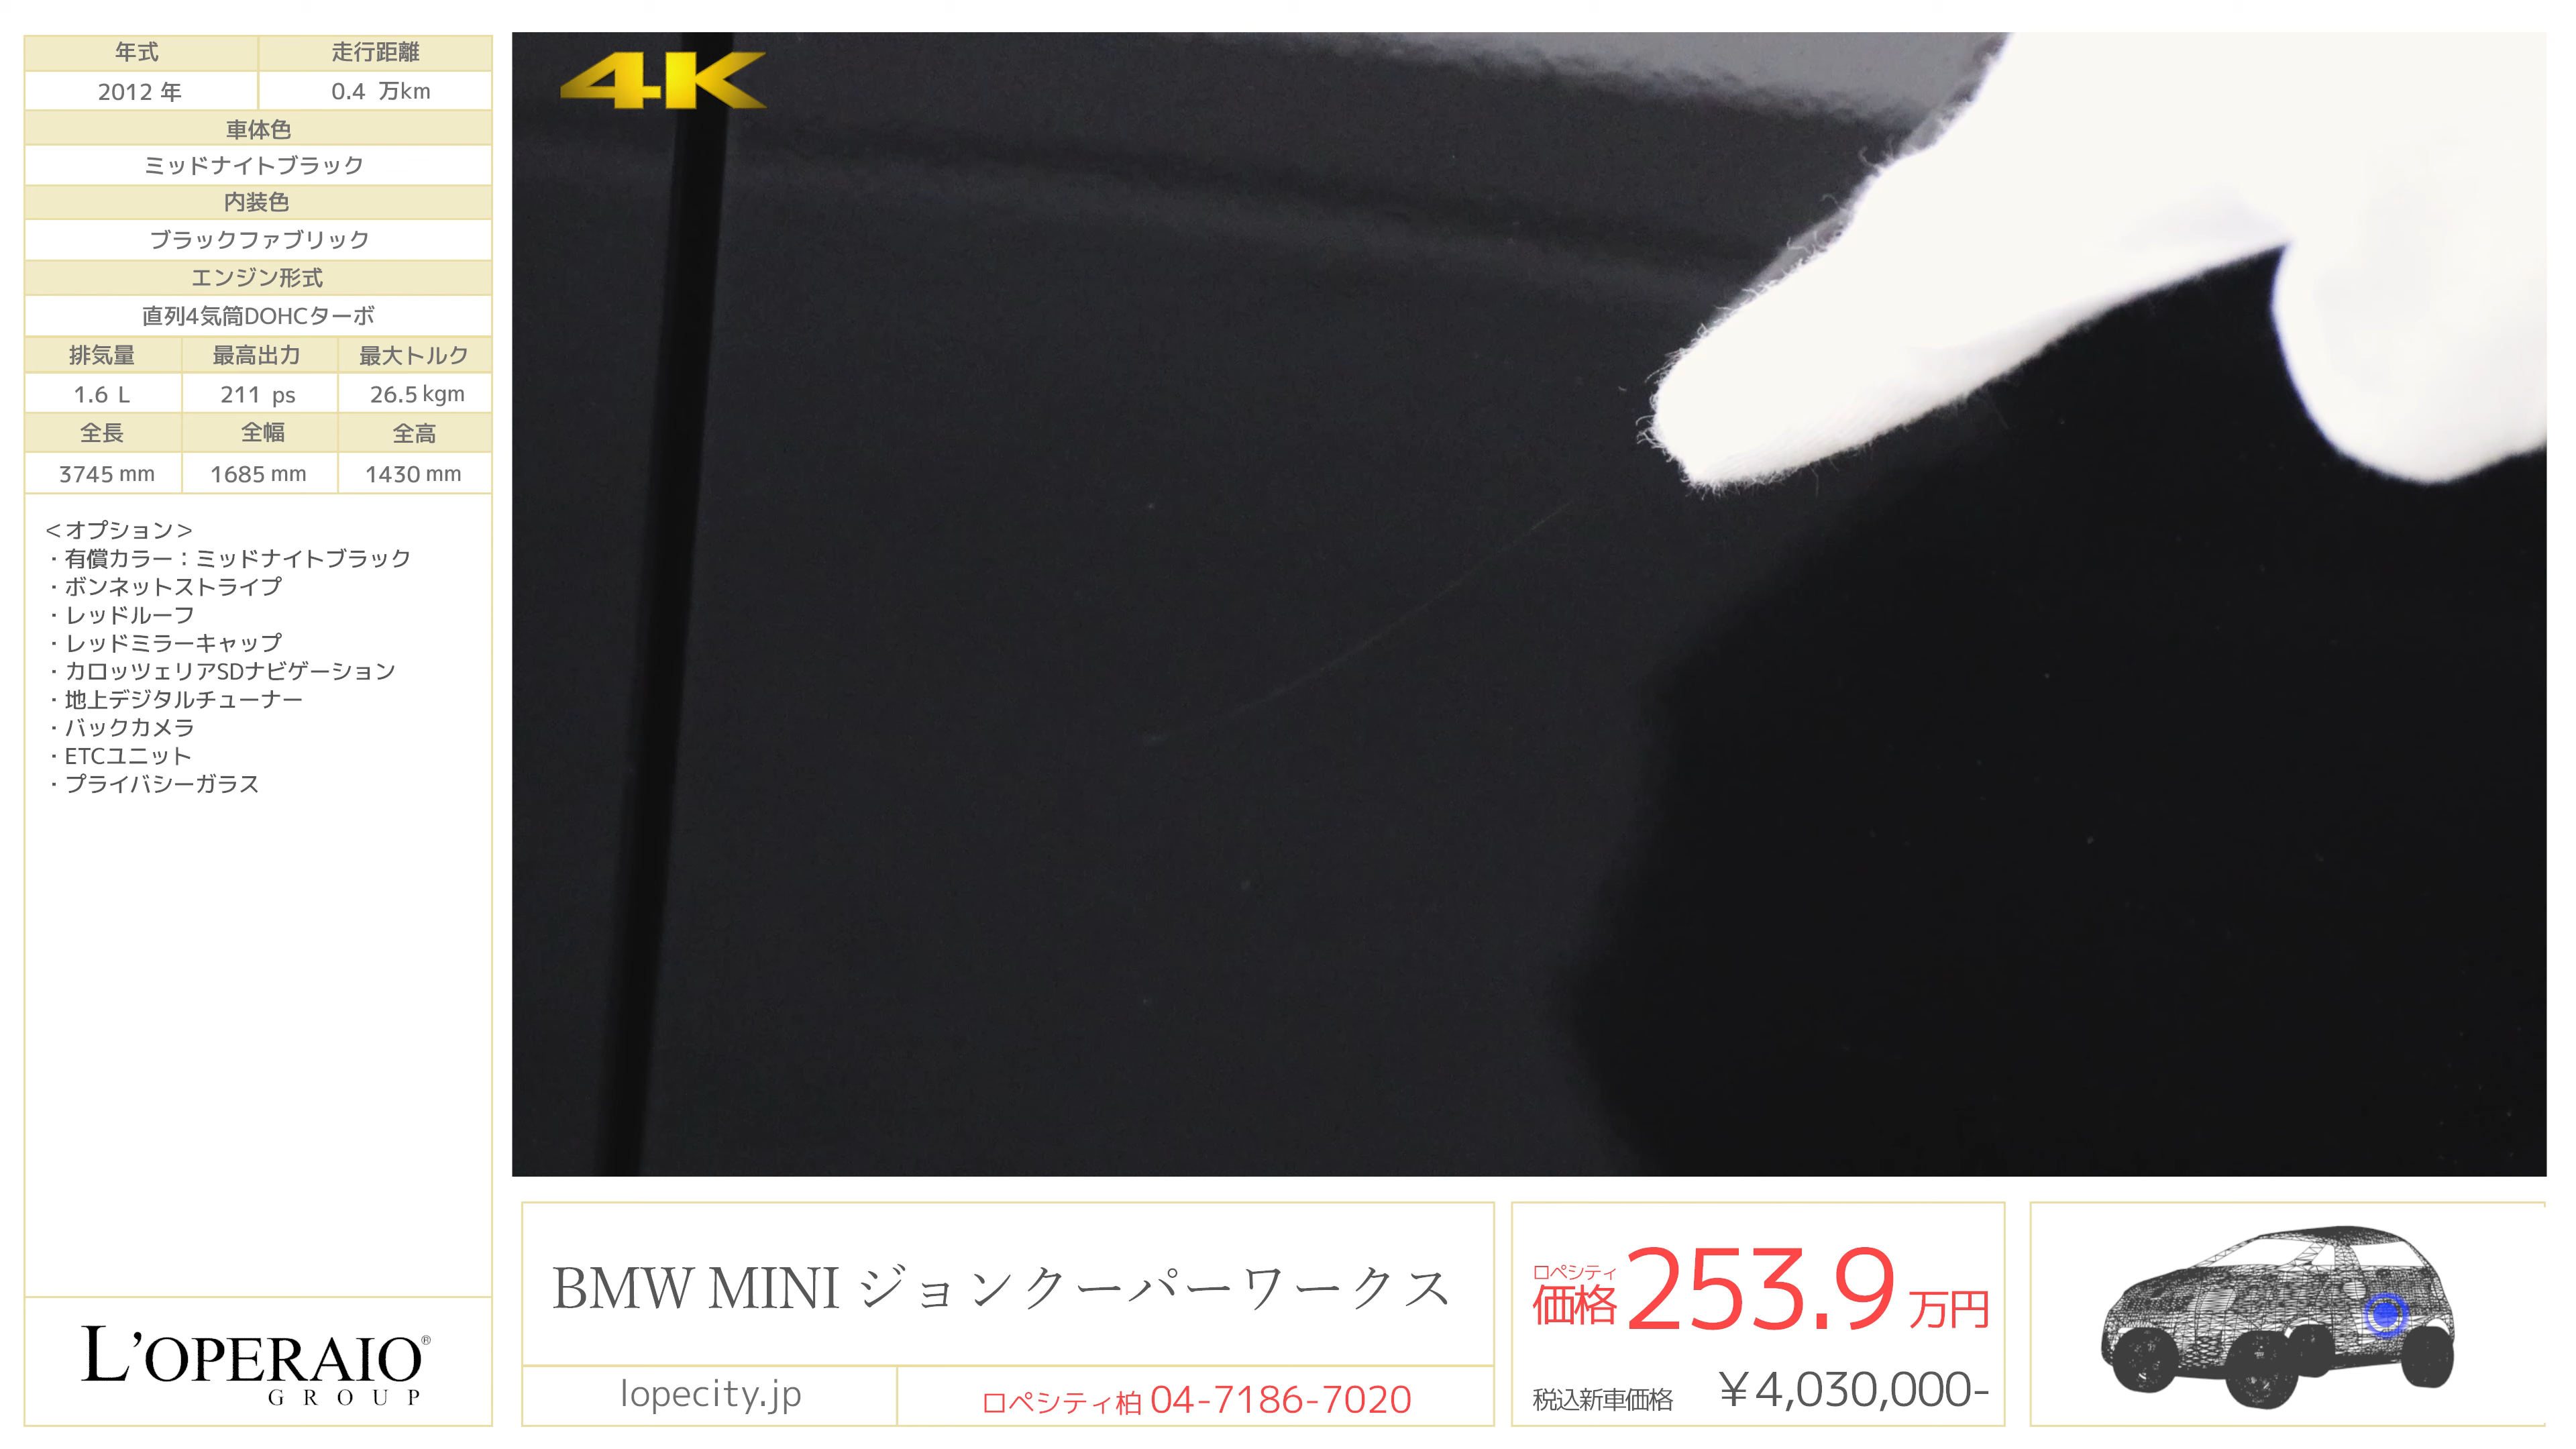 年式 走行距離
2012 年 0.4 万km
車体色
ミッドナイトブラック
内装色
ブラックファブリック
エンジン形式
直列4気筒DOHCターボ
排気量 最高出力 最大トルク
1.6 L 211 ps 26.5 kgm
全長 全幅 全高
3745 mm 1685 mm 1430 mm
＜オプション＞
・有償カラー：ミッドナイトブラック
・ボンネットストライプ
・レッドルーフ
・レッドミラーキャップ
・カロッツェリアSDナビゲーション
・地上デジタルチューナー
・バックカメラ
・ETCユニット
・プライバシーガラス
L'OPERAIO®
GROUP
4K
BMW MINI ジョンクーパーワークス
lopecity.jp
ロペシティ柏 04-7186-7020
ロペシティ
価格 253.9 万円
税込新車価格 ￥4,030,000-